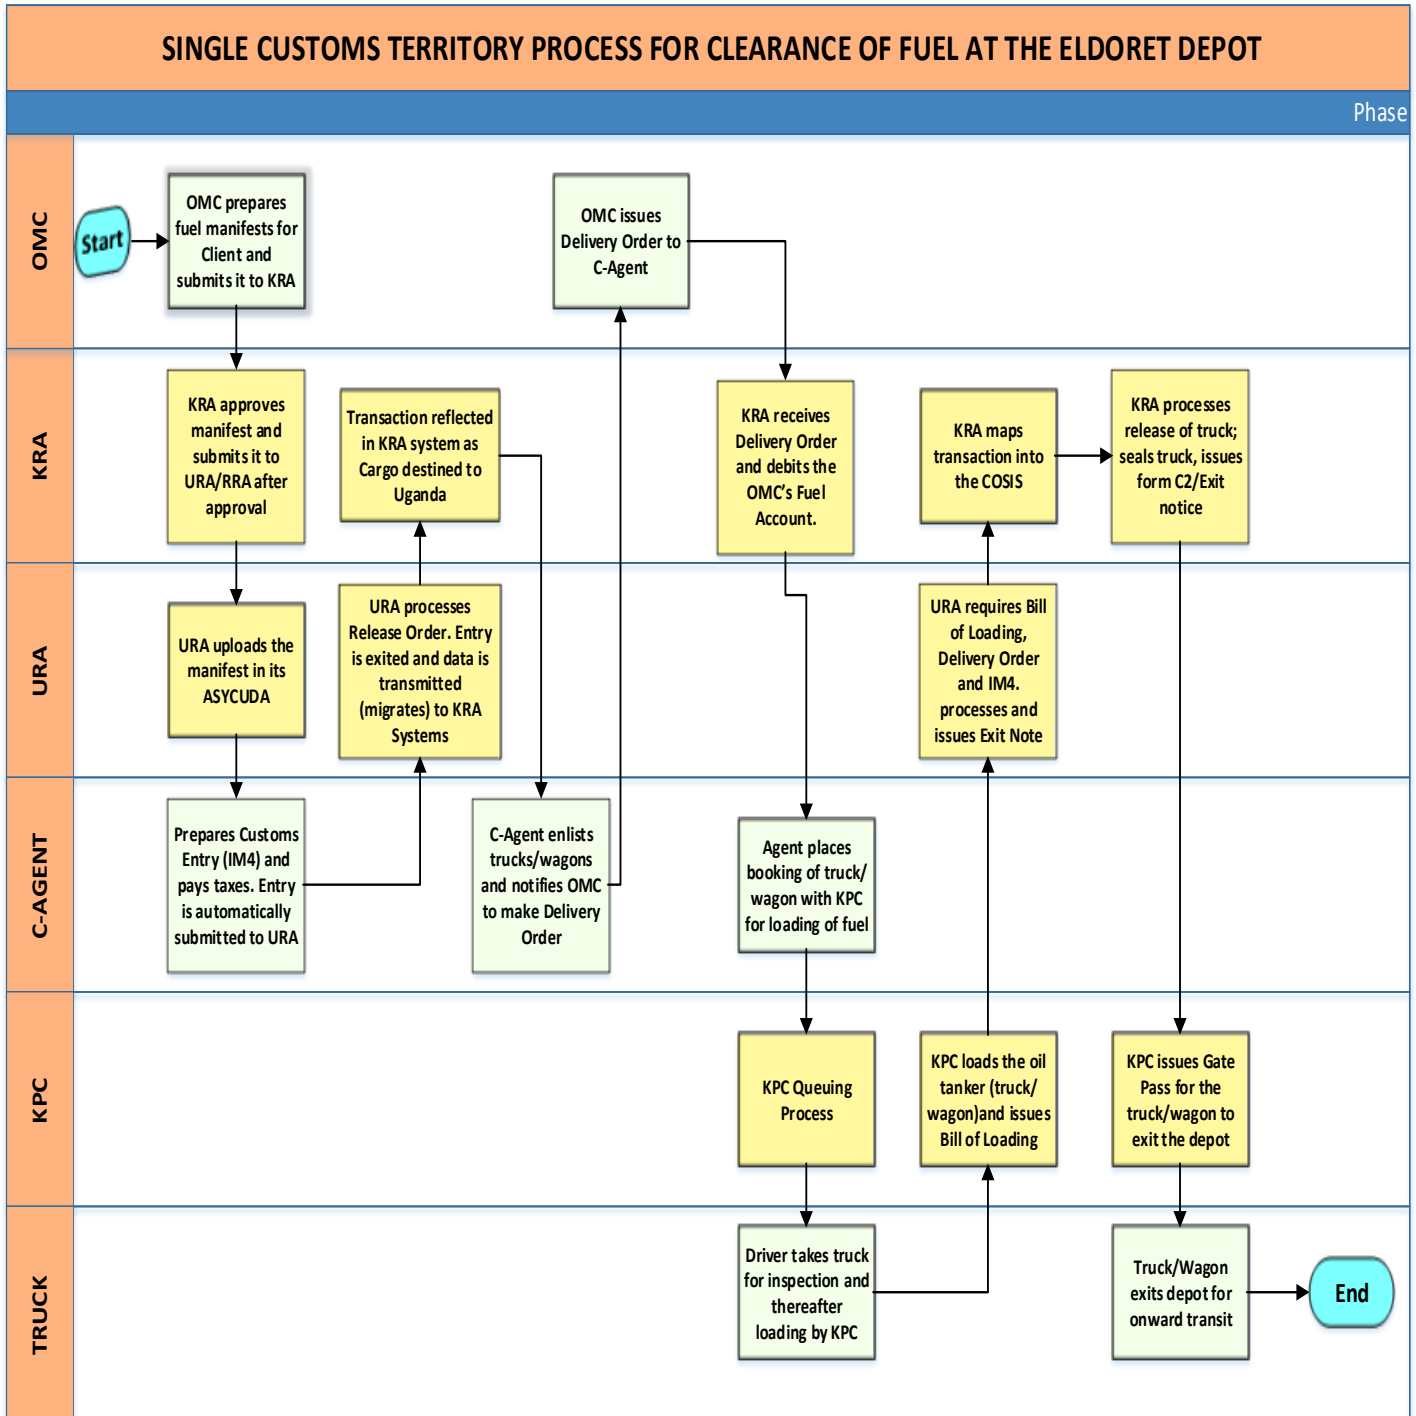 SINGLE CUSTOMS TERRITORY PROCESS FOR CLEARANCE OF FUEL AT THE ELDORET DEPOT
Phase
OMC
Start
OMC prepares
fuel manifests for
Client and
submits it to KRA
OMC issues
Delivery Order to
C-Agent
KRA
KRA approves
manifest and
submits it to
URA/RRA after
approval
Transaction reflected
in KRA system as
Cargo destined to
Uganda
KRA receives
Delivery Order
and debits the
OMC's Fuel
Account.
KRA maps
transaction into
the COSIS
KRA processes
release of truck;
seals truck, issues
form C2/Exit
notice
URA
URA uploads the
manifest in its
ASYCUDA
URA processes
Release Order. Entry
is exited and data is
transmitted
(migrates) to KRA
Systems
URA requires Bill
of Loading,
Delivery Order
and IM4.
processes and
issues Exit Note
C-AGENT
Prepares Customs
Entry (IM4) and
pays taxes. Entry
is automatically
submitted to URA
C-Agent enlists
trucks/wagons
and notifies OMC
to make Delivery
Order
Agent places
booking of truck/
wagon with KPC
for loading of fuel
KPC
KPC Queuing
Process
KPC loads the oil
tanker (truck/
wagon)and issues
Bill of Loading
KPC issues Gate
Pass for the
truck/wagon to
exit the depot
TRUCK
Driver takes truck
for inspection and
thereafter
loading by KPC
Truck/Wagon
exits depot for
onward transit
End